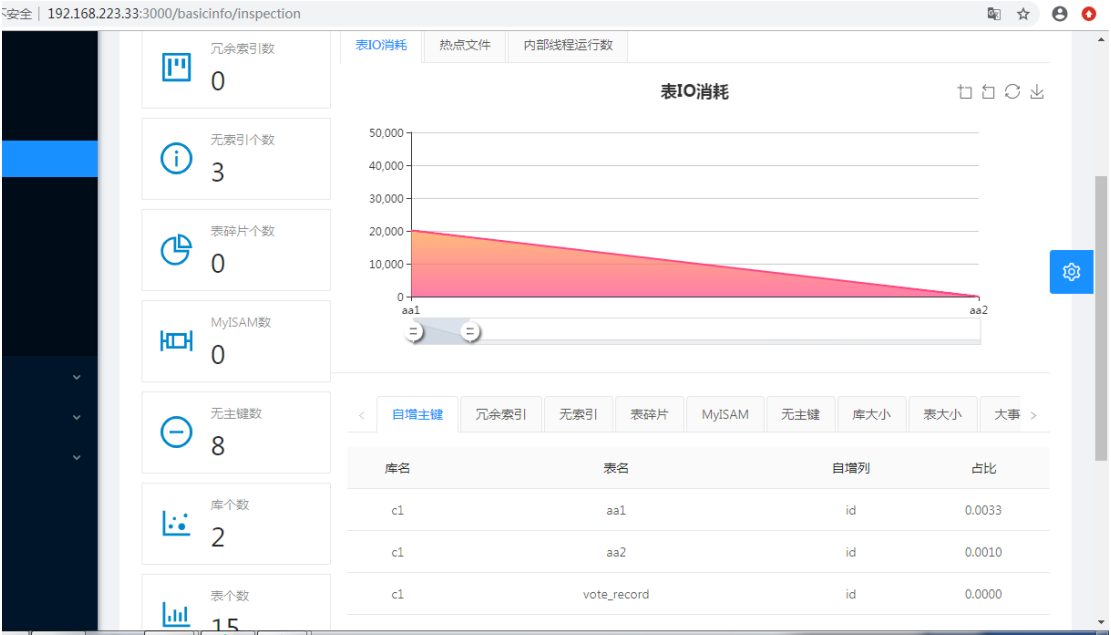 不安全 | 192.168.223.33:3000/basicinfo/inspection
冗余索引数
0
无索引个数
3
表碎片个数
0
MyISAM数
0
无主键数
8
库个数
2
表个数
15
表IO消耗 热点文件 内部线程运行数
表IO消耗
50,000
40,000
30,000
20,000
10,000
0
aa1 aa2
自增主键 冗余索引 无索引 表碎片 MyISAM 无主键 库大小 表大小 大事
库名 表名 自增列 占比
c1 aa1 id 0.0033
c1 aa2 id 0.0010
c1 vote_record id 0.0000